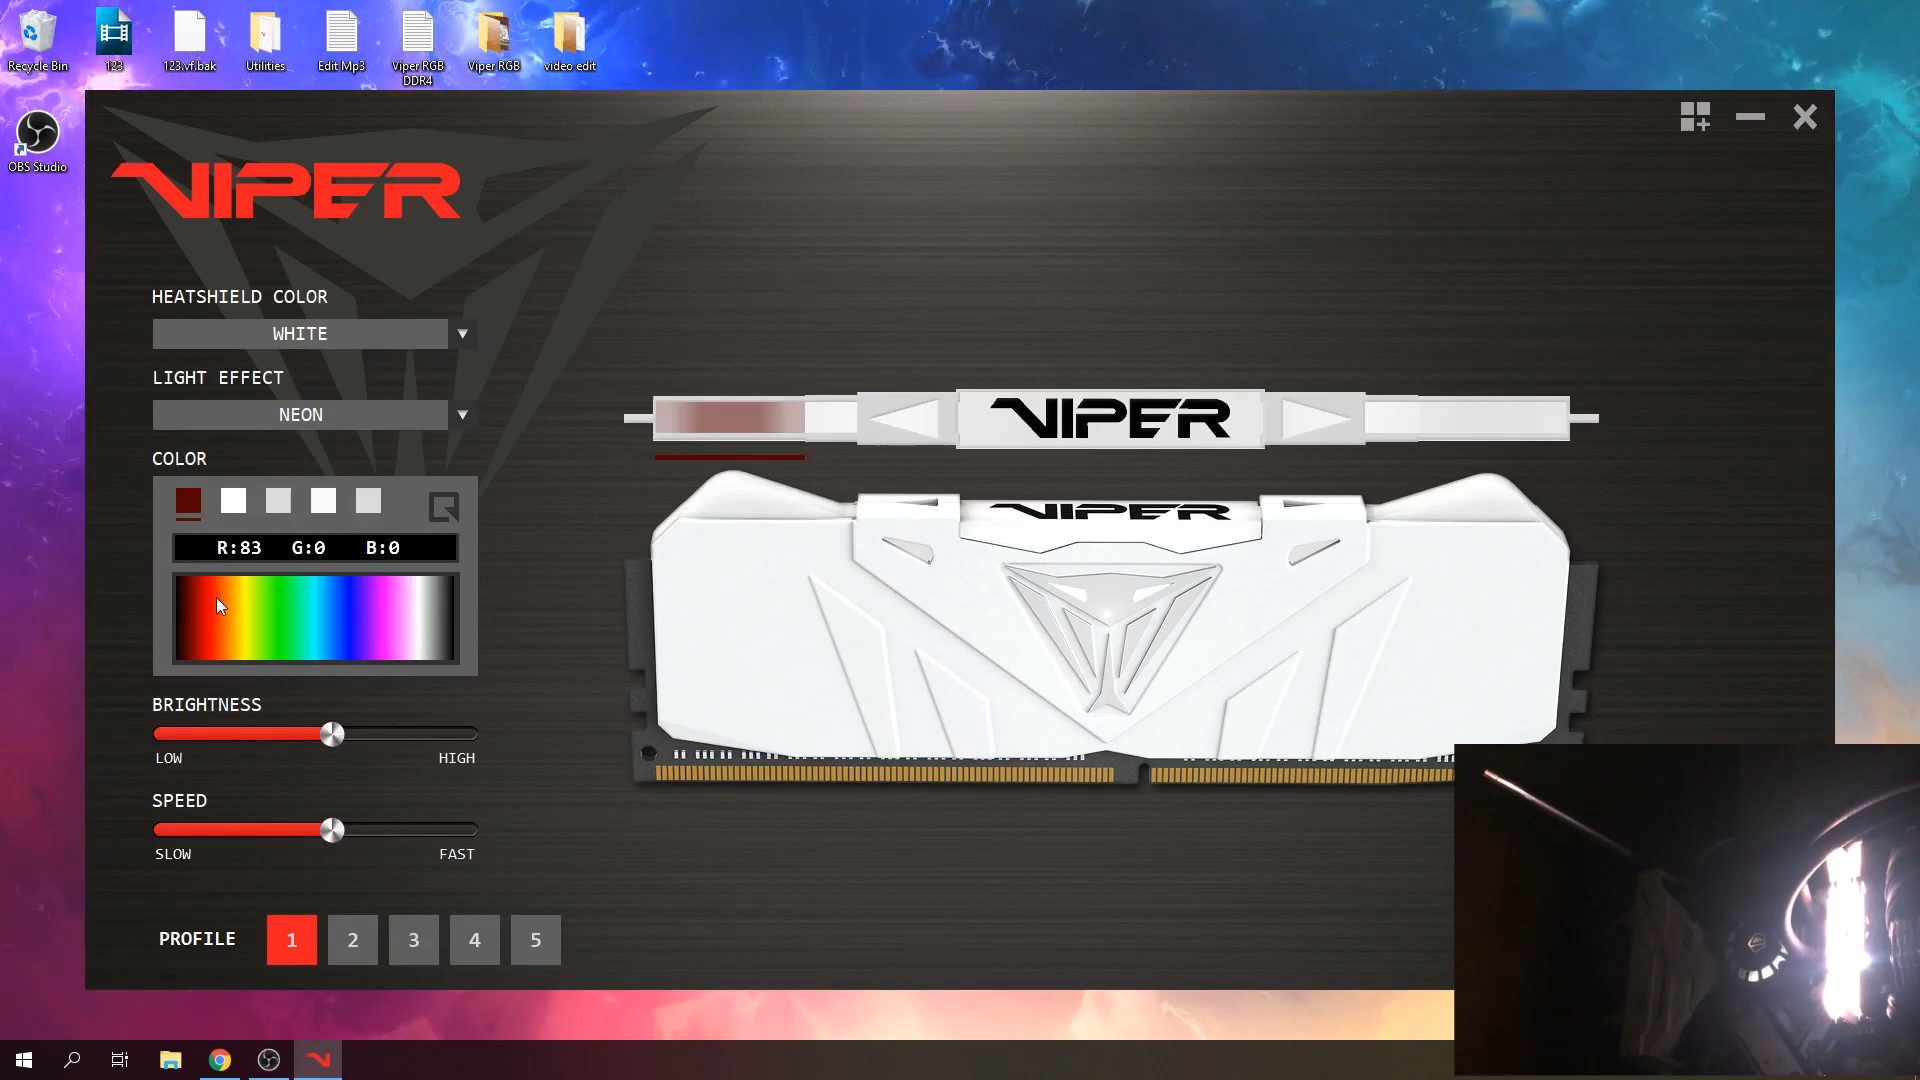 Recycle Bin
123
123.vf.bak
Utilities
Edit Mp3
Viper RGB
DDR4
Viper RGB
video edit
OBS Studio
VIPER
HEATSHIELD COLOR
WHITE
LIGHT EFFECT
NEON
COLOR
R:83 G:0 B:0
BRIGHTNESS
LOW HIGH
SPEED
SLOW FAST
PROFILE 1 2 3 4 5
VIPER
VIPER